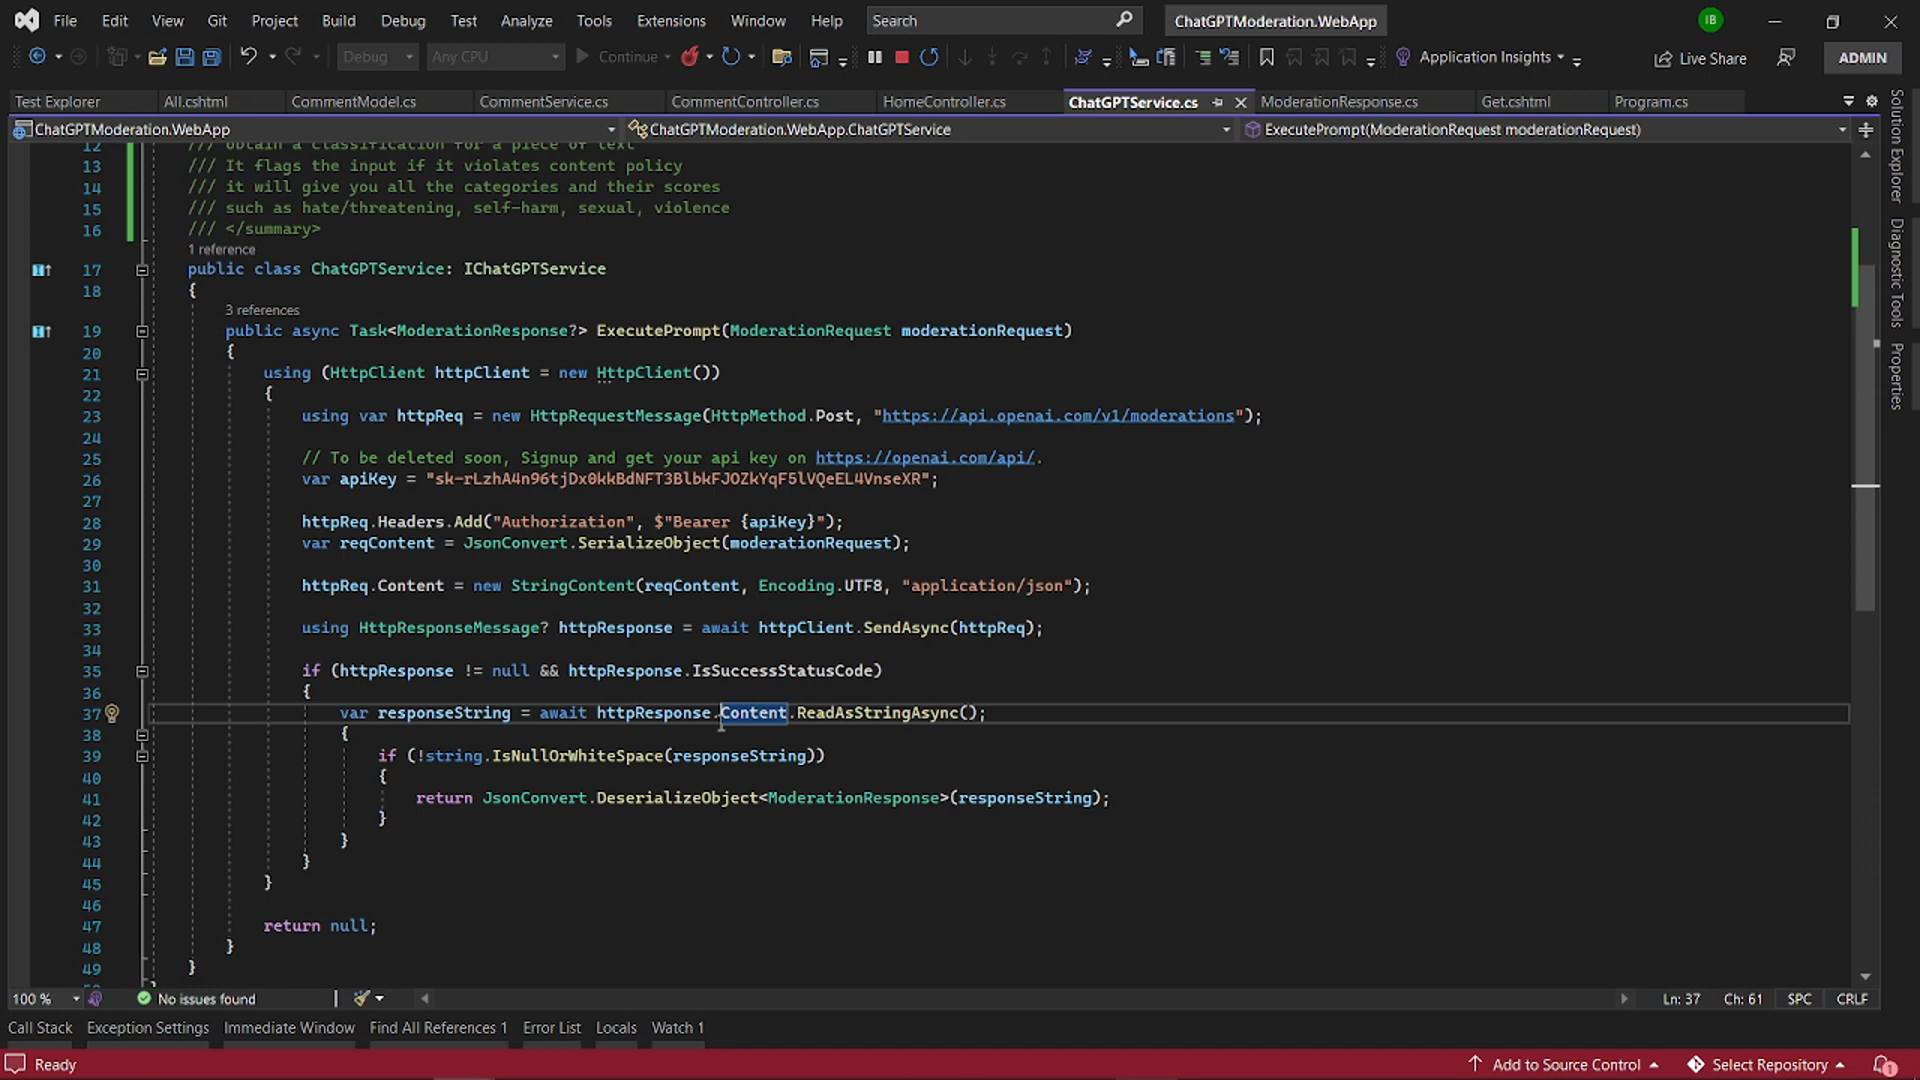 File Edit View Git Project Build Debug Test Analyze Tools Extensions Window Help Search ChatGPTModeration.WebApp IB
Debug Any CPU Continue Application Insights Live Share ADMIN
Test Explorer All.cshtml CommentModel.cs CommentService.cs CommentController.cs HomeController.cs ChatGPTService.cs ModerationResponse.cs Get.cshtml Program.cs
ChatGPTModeration.WebApp ChatGPTModeration.WebApp.ChatGPTService ExecutePrompt(ModerationRequest moderationRequest)
12 /// obtain a classification for a piece of text
13 /// It flags the input if it violates content policy
14 /// it will give you all the categories and their scores
15 /// such as hate/threatening, self-harm, sexual, violence
16 /// </summary>
1 reference
17 public class ChatGPTService: IChatGPTService
18 {
3 references
19 public async Task<ModerationResponse?> ExecutePrompt(ModerationRequest moderationRequest)
20 {
21 using (HttpClient httpClient = new HttpClient())
22 {
23 using var httpReq = new HttpRequestMessage(HttpMethod.Post, "https://api.openai.com/v1/moderations");
24
25 // To be deleted soon, Signup and get your api key on https://openai.com/api/.
26 var apiKey = "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";
27
28 httpReq.Headers.Add("Authorization", $"Bearer {apiKey}");
29 var reqContent = JsonConvert.SerializeObject(moderationRequest);
30
31 httpReq.Content = new StringContent(reqContent, Encoding.UTF8, "application/json");
32
33 using HttpResponseMessage? httpResponse = await httpClient.SendAsync(httpReq);
34
35 if (httpResponse != null && httpResponse.IsSuccessStatusCode)
36 {
37 var responseString = await httpResponse.Content.ReadAsStringAsync();
38 {
39 if (!string.IsNullOrWhiteSpace(responseString))
40 {
41 return JsonConvert.DeserializeObject<ModerationResponse>(responseString);
42 }
43 }
44 }
45 }
46
47 return null;
48 }
49 }
Solution Explorer
Diagnostic Tools
Properties
100 % No issues found Ln: 37 Ch: 61 SPC CRLF
Call Stack Exception Settings Immediate Window Find All References 1 Error List Locals Watch 1
Ready Add to Source Control Select Repository 1